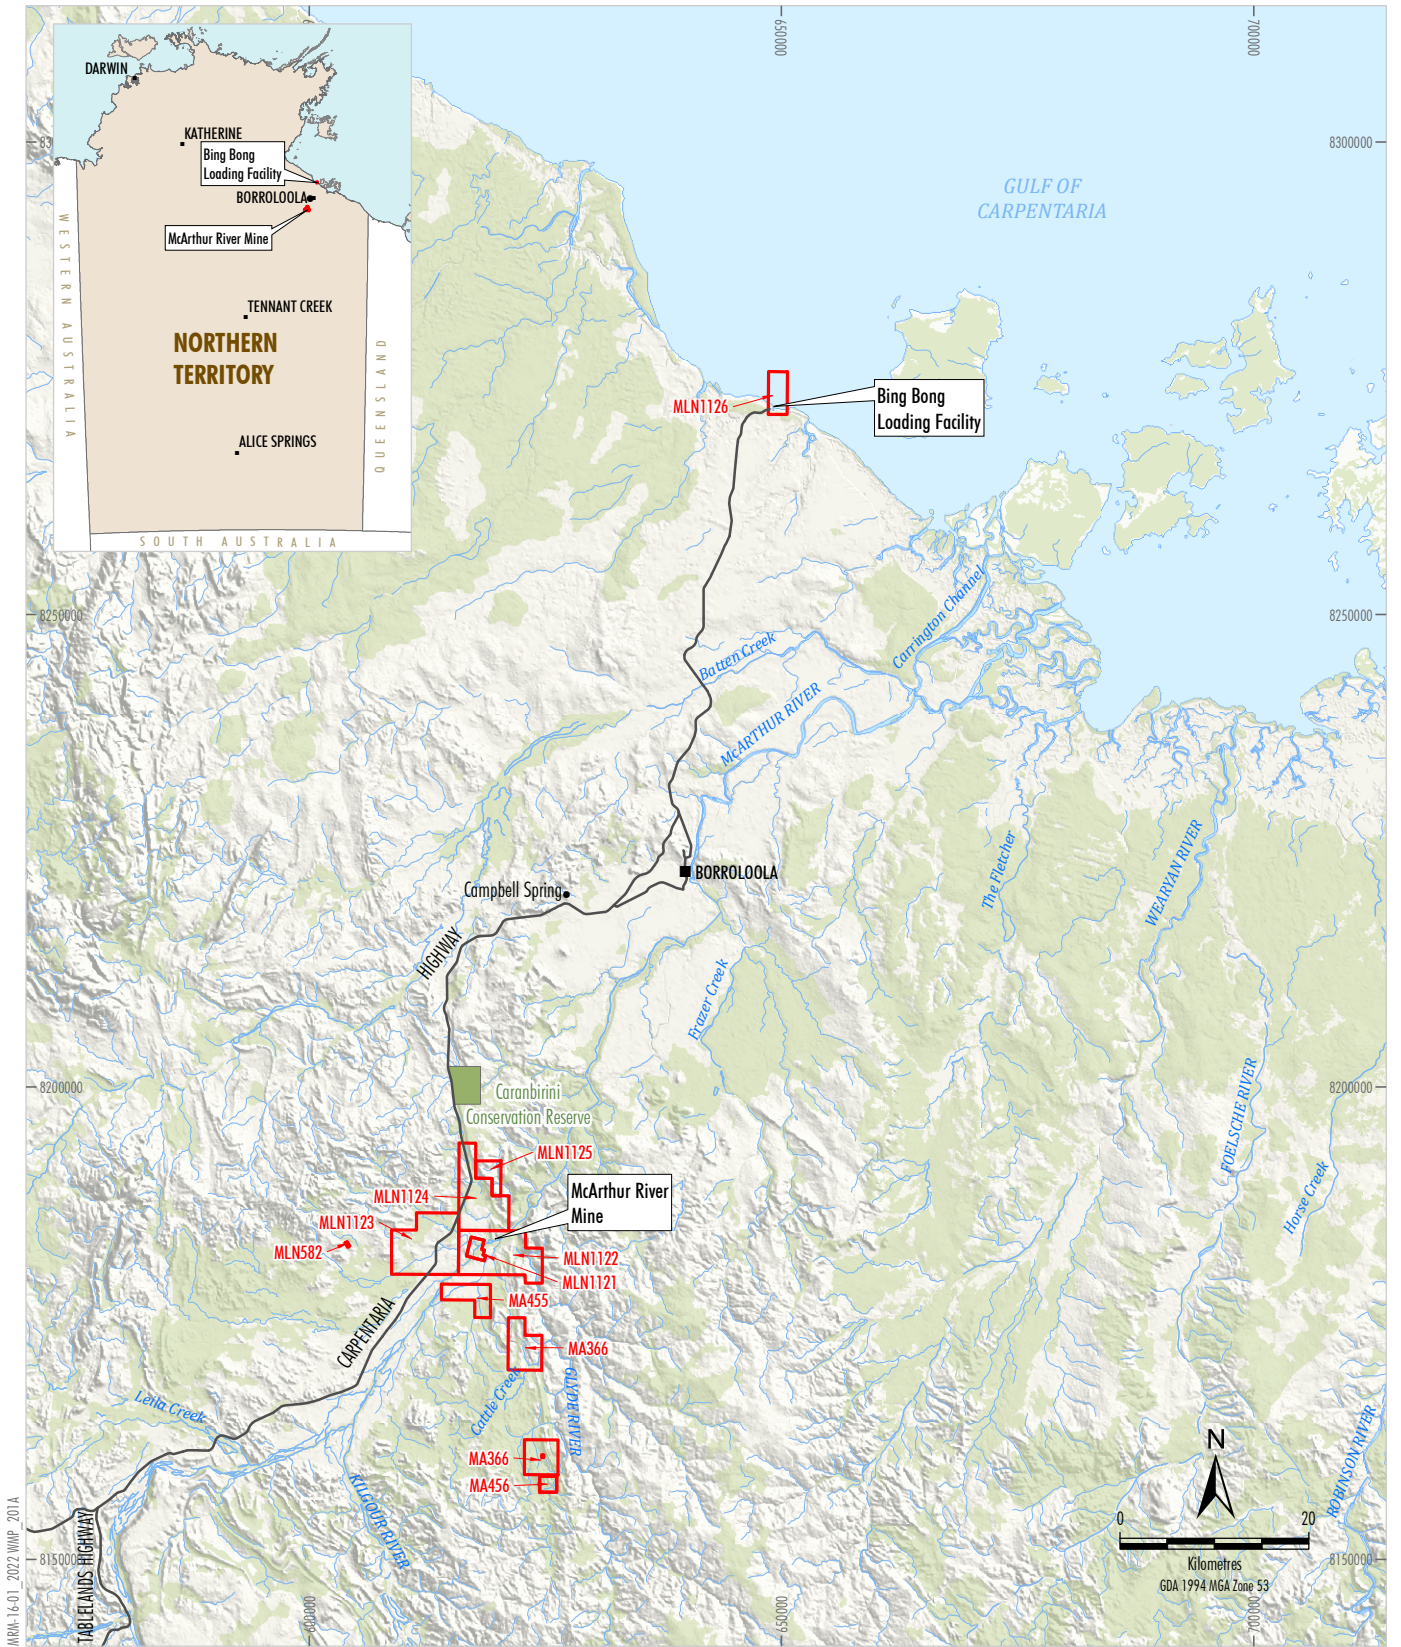 650000
700000
DARWIN
KATHERINE
Bing Bong
Loading Facility
BORROLOOLA
McArthur River Mine
TENNANT CREEK
NORTHERN
TERRITORY
ALICE SPRINGS
WESTERN AUSTRALIA
QUEENSLAND
SOUTH AUSTRALIA
8300000
GULF OF
CARPENTARIA
MLN1126
Bing Bong
Loading Facility
8250000
8250000
Carrington Channel
Batten Creek
McARTHUR RIVER
The Fletcher
WEARYAN RIVER
BORROLOOLA
Campbell Spring
HIGHWAY
Frazer Creek
8200000
8200000
Caranbirini
Conservation Reserve
FOELSCHE RIVER
Horse Creek
MLN1125
McArthur River
Mine
MLN1124
MLN1123
MLN582
MLN1122
MLN1121
MA455
CARPENTARIA
MA366
Cattle Creek
GLYDE RIVER
Leila Creek
MA366
MA456
KILGOUR RIVER
ROBINSON RIVER
N
0 20
Kilometres
GDA 1994 MGA Zone 53
8150000
8150000
TABLELANDS HIGHWAY
600000
650000
700000
MRM-16-01_2022 WMP_201A